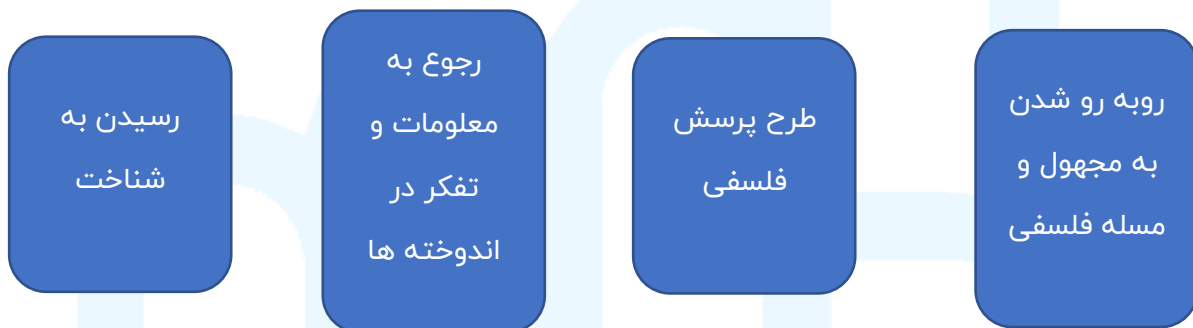 روبه رو شدن
به مجهول و
مسله فلسفی
طرح پرسش
فلسفی
رجوع به
معلومات و
تفکر در
اندوخته ها
رسیدن به
شناخت